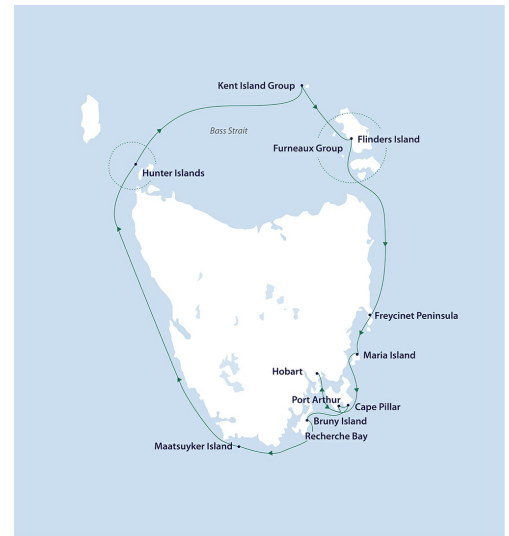 Kent Island Group
Bass Strait
Flinders Island
Furneaux Group
Hunter Islands
Freycinet Peninsula
Maria Island
Hobart
Port Arthur
Cape Pillar
Bruny Island
Recherche Bay
Maatsuyker Island